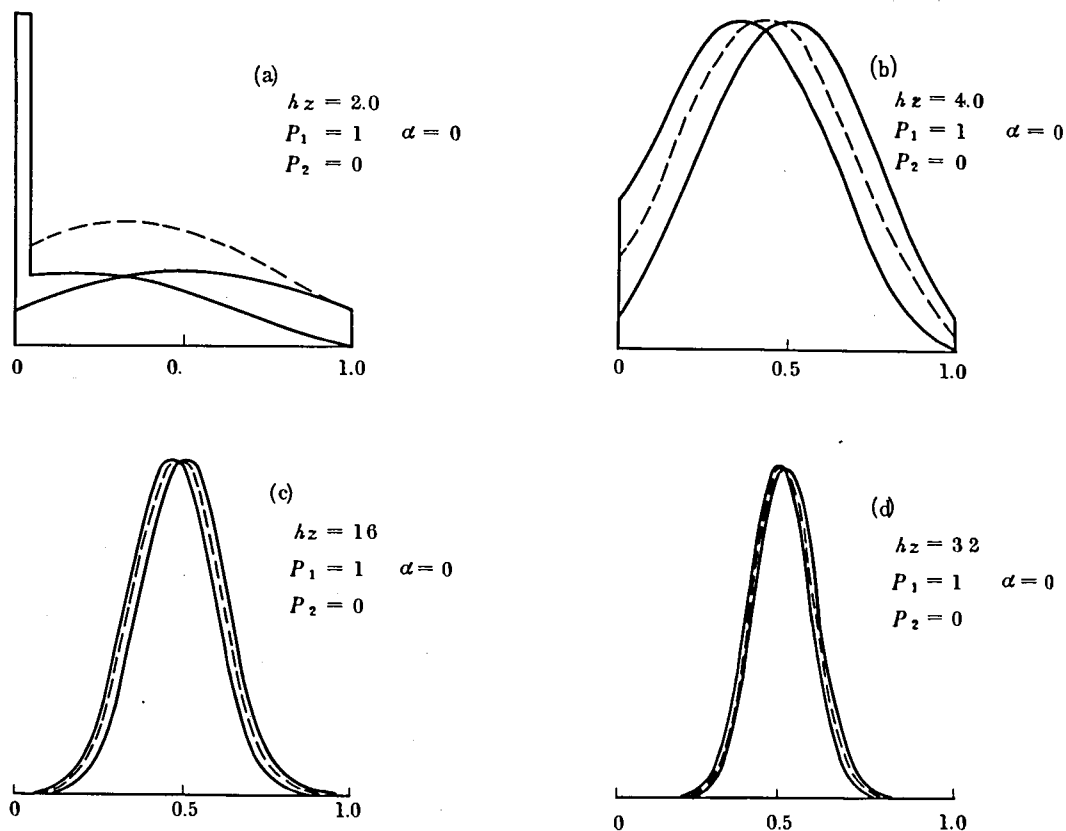 (a)
hz = 2.0
P₁ = 1 α = 0
P₂ = 0
0 0. 1.0
(b)
hz = 4.0
P₁ = 1 α = 0
P₂ = 0
0 0.5 1.0
(c)
hz = 16
P₁ = 1 α = 0
P₂ = 0
0 0.5 1.0
(d)
hz = 32
P₁ = 1 α = 0
P₂ = 0
0 0.5 1.0